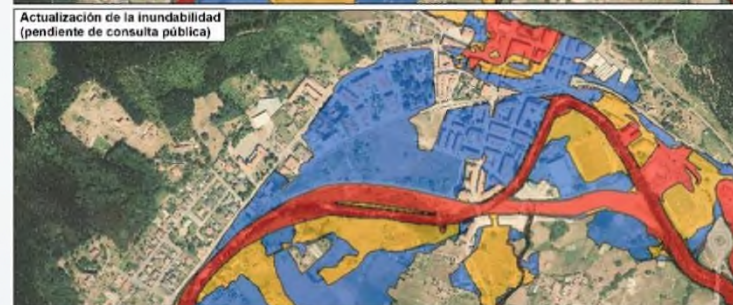 Actualización de la inundabilidad
(pendiente de consulta pública)